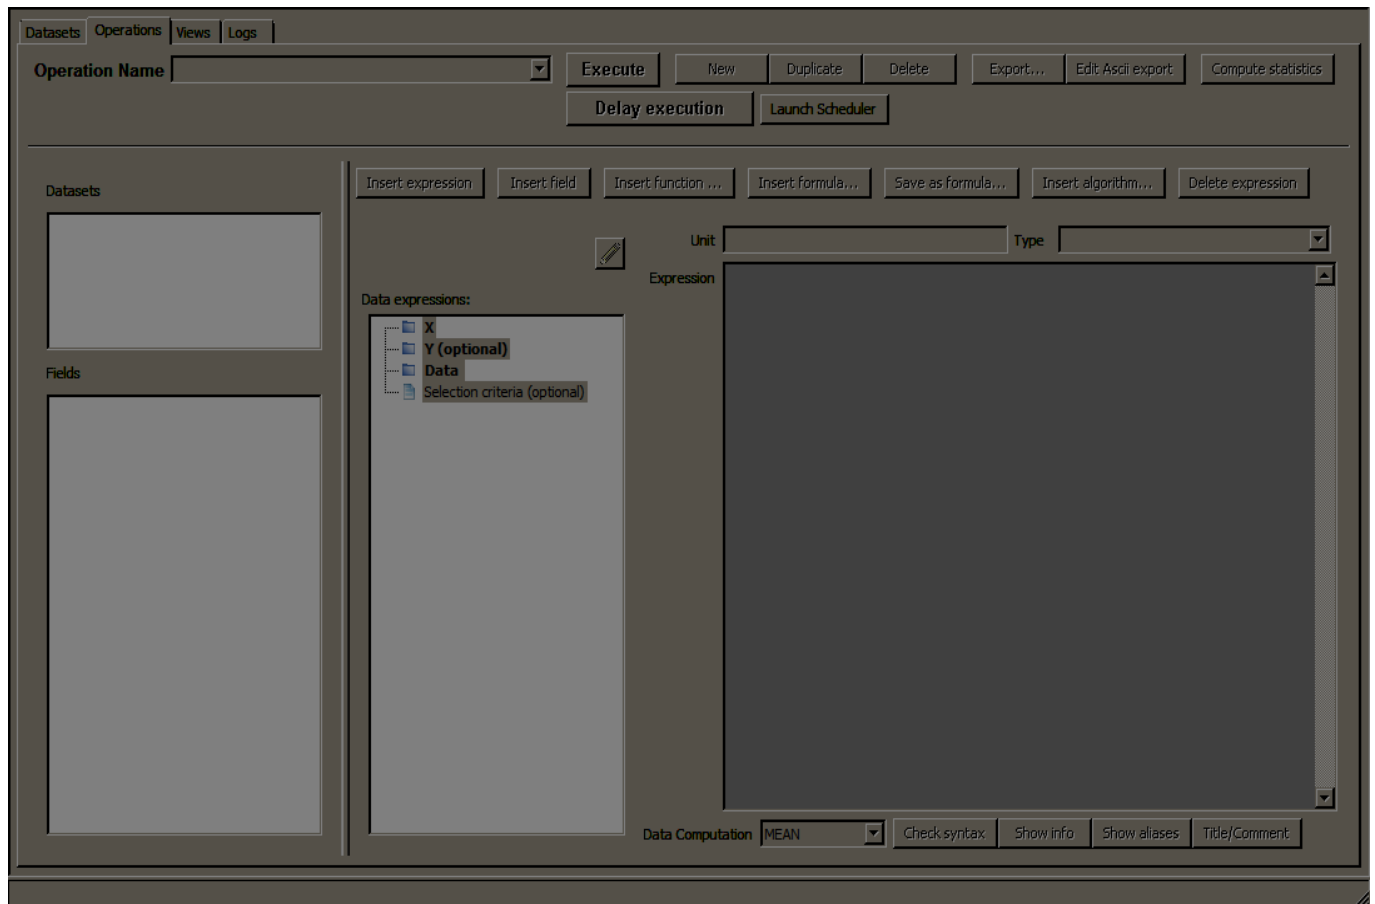 Datasets Operations Views Logs
Operation Name Execute New Duplicate Delete Export... Edit Ascii export Compute statistics
Delay execution Launch Scheduler
Datasets
Insert expression Insert field Insert function ... Insert formula... Save as formula... Insert algorithm... Delete expression
Unit Type
Expression
Data expressions:
X
Y (optional)
Data
Selection criteria (optional)
Fields
Data Computation MEAN Check syntax Show info Show aliases Title/Comment